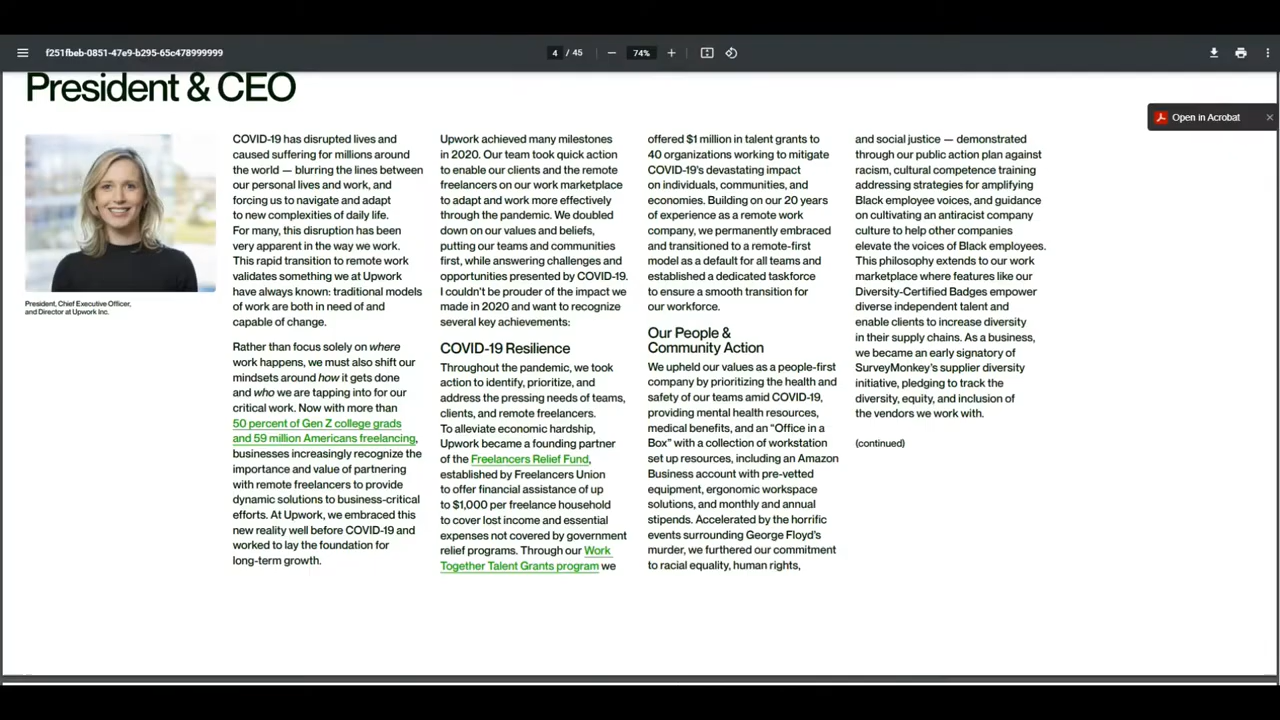 f251fbeb-0851-47e9-b295-65c478999999
4 / 45
74%
Open in Acrobat
President & CEO
President, Chief Executive Officer,
and Director at Upwork Inc.
COVID-19 has disrupted lives and
caused suffering for millions around
the world — blurring the lines between
our personal lives and work, and
forcing us to navigate and adapt
to new complexities of daily life.
For many, this disruption has been
very apparent in the way we work.
This rapid transition to remote work
validates something we at Upwork
have always known: traditional models
of work are both in need of and
capable of change.
Rather than focus solely on where
work happens, we must also shift our
mindsets around how it gets done
and who we are tapping into for our
critical work. Now with more than
50 percent of Gen Z college grads
and 59 million Americans freelancing,
businesses increasingly recognize the
importance and value of partnering
with remote freelancers to provide
dynamic solutions to business-critical
efforts. At Upwork, we embraced this
new reality well before COVID-19 and
worked to lay the foundation for
long-term growth.
Upwork achieved many milestones
in 2020. Our team took quick action
to enable our clients and the remote
freelancers on our work marketplace
to adapt and work more effectively
through the pandemic. We doubled
down on our values and beliefs,
putting our teams and communities
first, while answering challenges and
opportunities presented by COVID-19.
I couldn't be prouder of the impact we
made in 2020 and want to recognize
several key achievements:
COVID-19 Resilience
Throughout the pandemic, we took
action to identify, prioritize, and
address the pressing needs of teams,
clients, and remote freelancers.
To alleviate economic hardship,
Upwork became a founding partner
of the Freelancers Relief Fund,
established by Freelancers Union
to offer financial assistance of up
to $1,000 per freelance household
to cover lost income and essential
expenses not covered by government
relief programs. Through our Work
Together Talent Grants program we
offered $1 million in talent grants to
40 organizations working to mitigate
COVID-19's devastating impact
on individuals, communities, and
economies. Building on our 20 years
of experience as a remote work
company, we permanently embraced
and transitioned to a remote-first
model as a default for all teams and
established a dedicated taskforce
to ensure a smooth transition for
our workforce.
Our People &
Community Action
We upheld our values as a people-first
company by prioritizing the health and
safety of our teams amid COVID-19,
providing mental health resources,
medical benefits, and an “Office in a
Box” with a collection of workstation
set up resources, including an Amazon
Business account with pre-vetted
equipment, ergonomic workspace
solutions, and monthly and annual
stipends. Accelerated by the horrific
events surrounding George Floyd's
murder, we furthered our commitment
to racial equality, human rights,
and social justice — demonstrated
through our public action plan against
racism, cultural competence training
addressing strategies for amplifying
Black employee voices, and guidance
on cultivating an antiracist company
culture to help other companies
elevate the voices of Black employees.
This philosophy extends to our work
marketplace where features like our
Diversity-Certified Badges empower
diverse independent talent and
enable clients to increase diversity
in their supply chains. As a business,
we became an early signatory of
SurveyMonkey's supplier diversity
initiative, pledging to track the
diversity, equity, and inclusion of
the vendors we work with.
(continued)